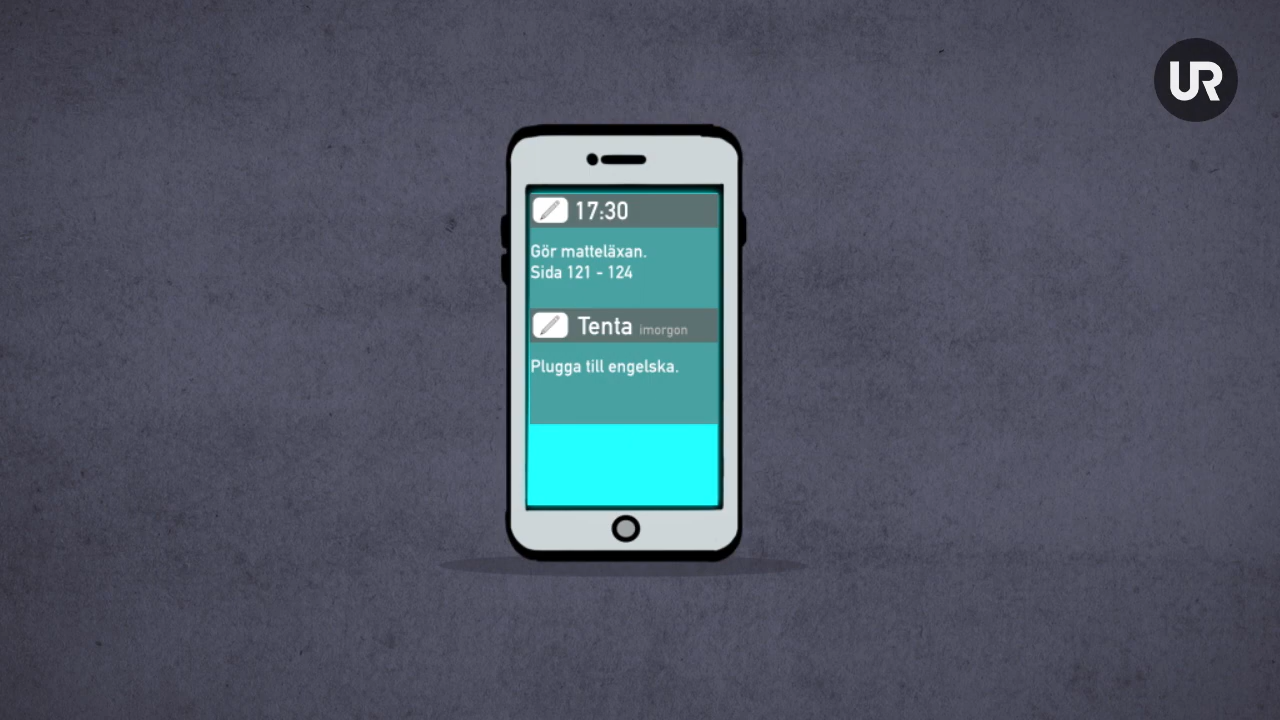 UR
17:30
Gör matteläxan.
Sida 121 - 124
Tenta imorgon
Plugga till engelska.